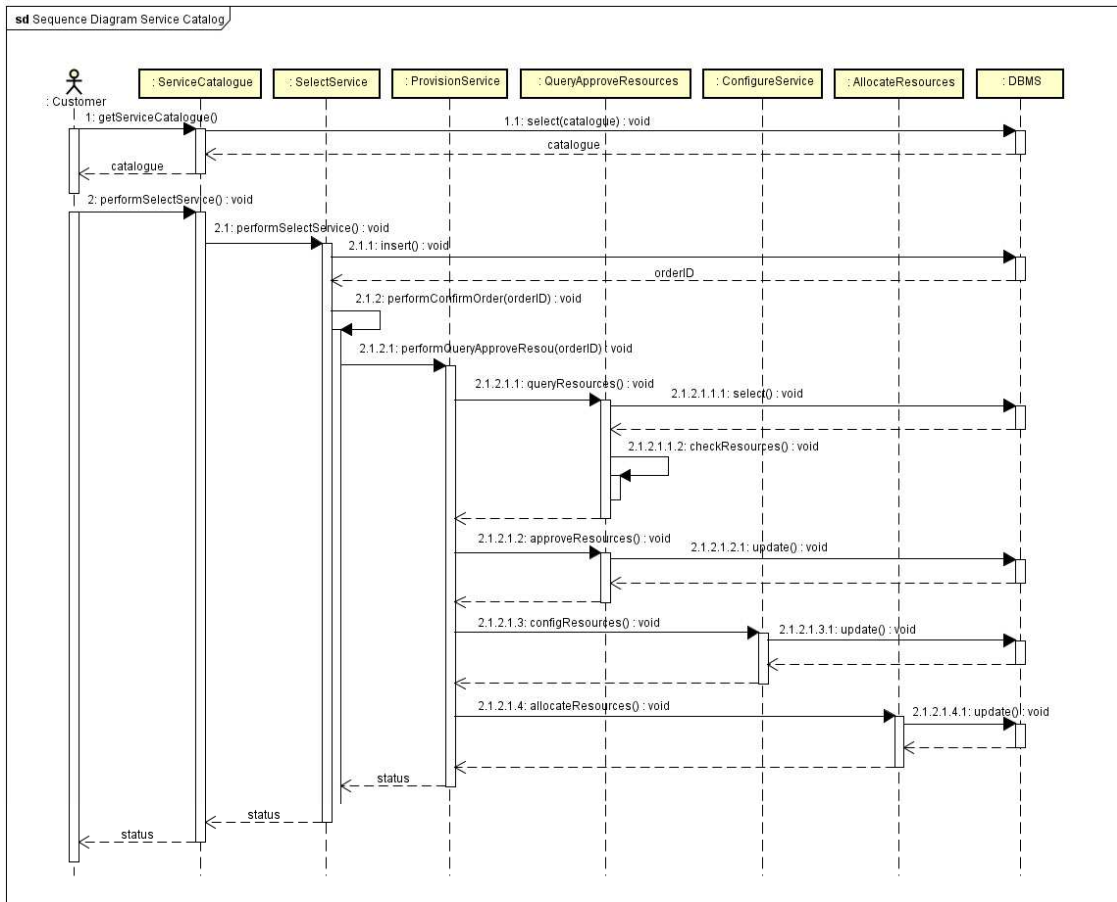 sd Sequence Diagram Service Catalog
: Customer
: ServiceCatalogue
: SelectService
: ProvisionService
: QueryApproveResources
: ConfigureService
: AllocateResources
: DBMS
1: getServiceCatalogue()
1.1: select(catalogue) : void
catalogue
catalogue
2: performSelectService() : void
2.1: performSelectService() : void
2.1.1: insert() : void
orderID
2.1.2: performConfirmOrder(orderID) : void
2.1.2.1: performQueryApproveResou(orderID) : void
2.1.2.1.1: queryResources() : void
2.1.2.1.1.1: select() : void
2.1.2.1.1.2: checkResources() : void
2.1.2.1.2: approveResources() : void
2.1.2.1.2.1: update() : void
2.1.2.1.3: configResources() : void
2.1.2.1.3.1: update() : void
2.1.2.1.4: allocateResources() : void
2.1.2.1.4.1: update() : void
status
status
status